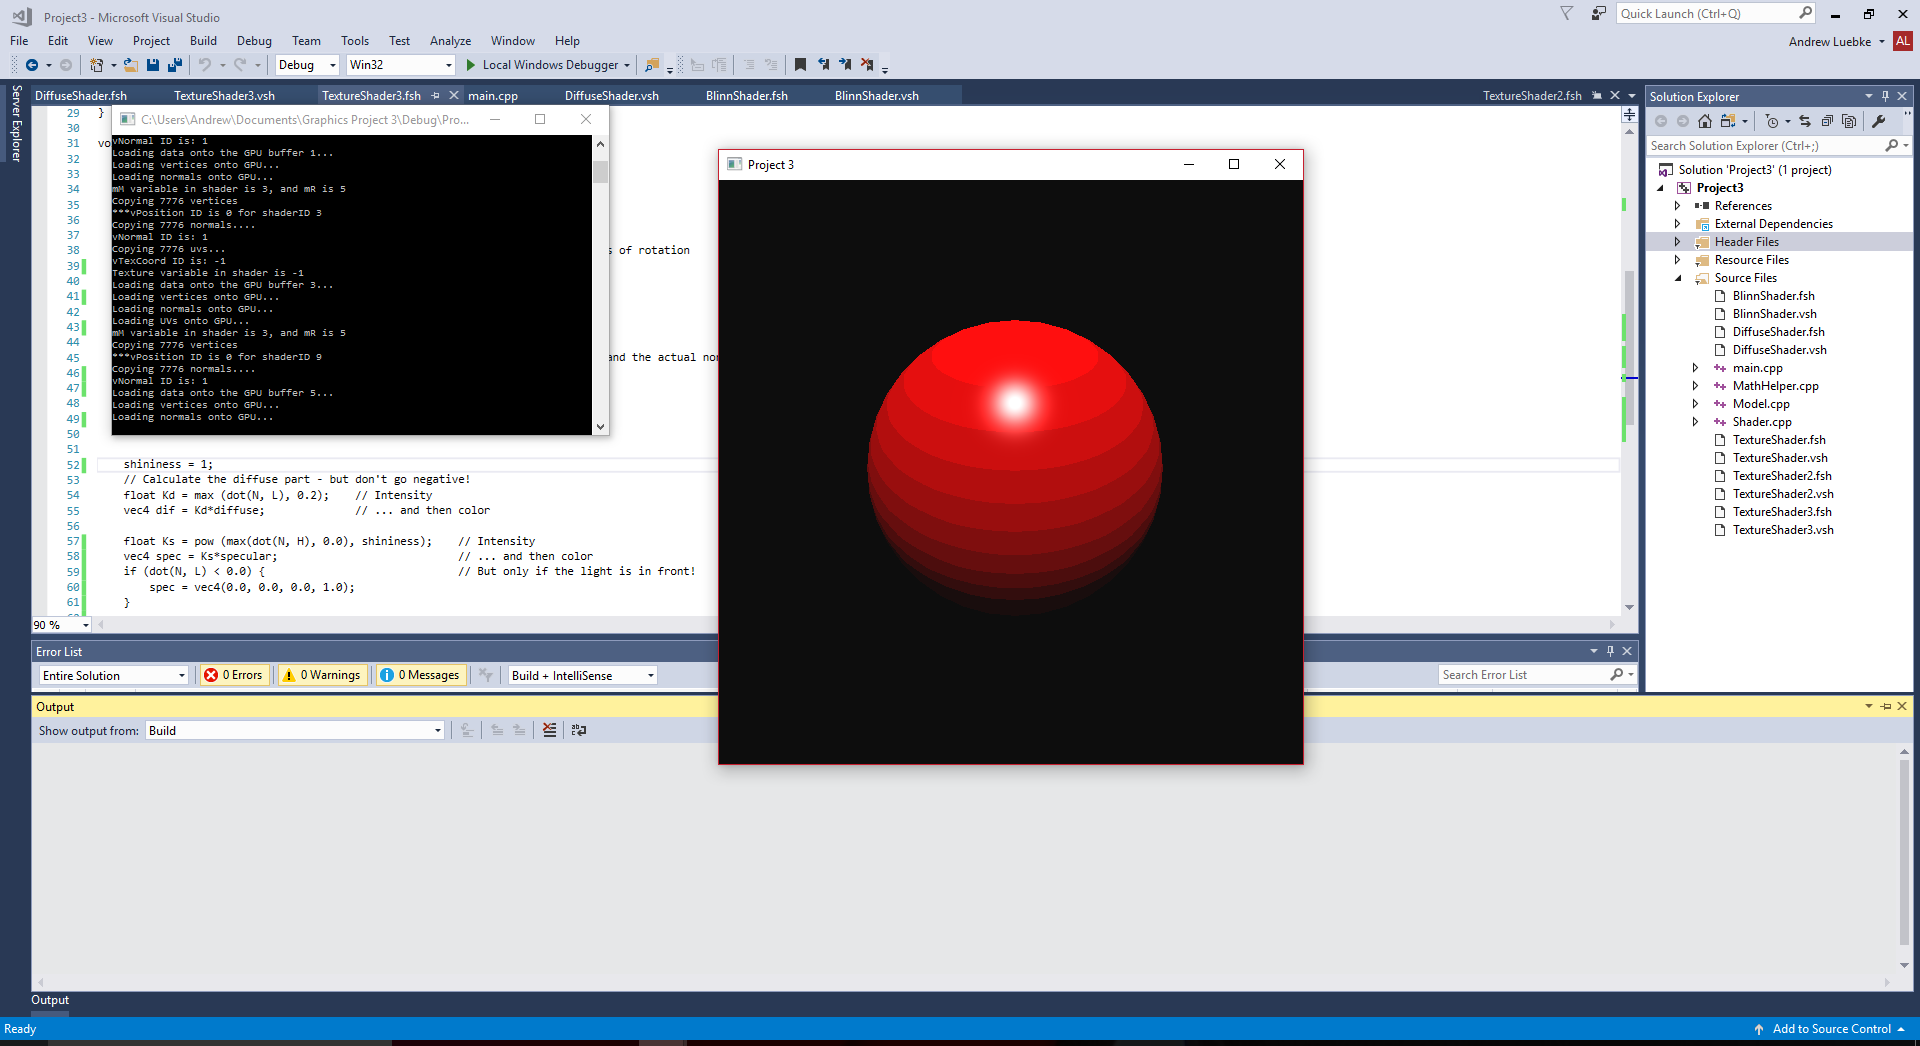 Project3 - Microsoft Visual Studio
Quick Launch (Ctrl+Q)
File Edit View Project Build Debug Team Tools Test Analyze Window Help
Andrew Luebke AL
Debug Win32 Local Windows Debugger
Server Explorer
DiffuseShader.fsh TextureShader3.vsh TextureShader3.fsh main.cpp DiffuseShader.vsh BlinnShader.fsh BlinnShader.vsh TextureShader2.fsh
C:\Users\Andrew\Documents\Graphics Project 3\Debug\Pro...
vNormal ID is: 1
Loading data onto the GPU buffer 1...
Loading vertices onto GPU...
Loading normals onto GPU...
mM variable in shader is 3, and mR is 5
Copying 7776 vertices
***vPosition ID is 0 for shaderID 3
Copying 7776 normals....
vNormal ID is: 1
Copying 7776 uvs...
vTexCoord ID is: -1
Texture variable in shader is -1
Loading data onto the GPU buffer 3...
Loading vertices onto GPU...
Loading normals onto GPU...
Loading UVs onto GPU...
mM variable in shader is 3, and mR is 5
Copying 7776 vertices
***vPosition ID is 0 for shaderID 9
Copying 7776 normals....
vNormal ID is: 1
Loading data onto the GPU buffer 5...
Loading vertices onto GPU...
Loading normals onto GPU...
29 }
30
31 vo
32
33
34
35
36
37
38 s of rotation
39
40
41
42
43
44
45 and the actual nor
46
47
48
49
50
51
52 shininess = 1;
53 // Calculate the diffuse part - but don't go negative!
54 float Kd = max (dot(N, L), 0.2); // Intensity
55 vec4 dif = Kd*diffuse; // ... and then color
56
57 float Ks = pow (max(dot(N, H), 0.0), shininess); // Intensity
58 vec4 spec = Ks*specular; // ... and then color
59 if (dot(N, L) < 0.0) { // But only if the light is in front!
60 spec = vec4(0.0, 0.0, 0.0, 1.0);
61 }
90 %
Project 3
Solution Explorer
Search Solution Explorer (Ctrl+;)
Solution 'Project3' (1 project)
Project3
References
External Dependencies
Header Files
Resource Files
Source Files
BlinnShader.fsh
BlinnShader.vsh
DiffuseShader.fsh
DiffuseShader.vsh
main.cpp
MathHelper.cpp
Model.cpp
Shader.cpp
TextureShader.fsh
TextureShader.vsh
TextureShader2.fsh
TextureShader2.vsh
TextureShader3.fsh
TextureShader3.vsh
Error List
Entire Solution 0 Errors 0 Warnings 0 Messages Build + IntelliSense Search Error List
Output
Show output from: Build
Output
Ready
Add to Source Control